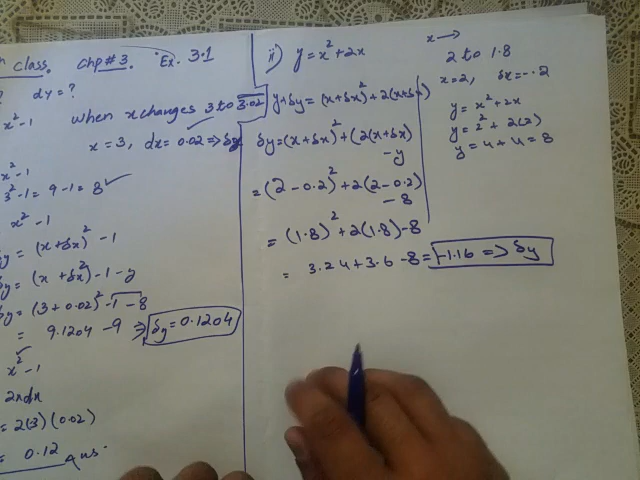 class. Chp#3. Ex. 3.1
? dy=?
x²-1
when x changes 3 to 3.02
x = 3, dx = 0.02 => δx
x²-1
3²-1 = 9-1 = 8 ✓
x²-1
= (x+δx)² - 1
δy = (x+δx)² - 1 - y
δy = (3+0.02)² - 1 - 8
= 9.1204 - 9 => δy = 0.1204
x² - 1
2xdx
= 2(3)(0.02)
= 0.12 Ans.
ii) y = x² + 2x
y+δy = (x+δx)² + 2(x+δx)
δy = (x+δx)² + (2(x+δx)
- y
= (2-0.2)² + 2(2-0.2)
- 8
= (1.8)² + 2(1.8) - 8
= 3.24 + 3.6 - 8 = -1.16 => δy
x →
2 to 1.8
x = 2, δx = -.2
y = x² + 2x
y = 2² + 2(2)
y = 4 + 4 = 8